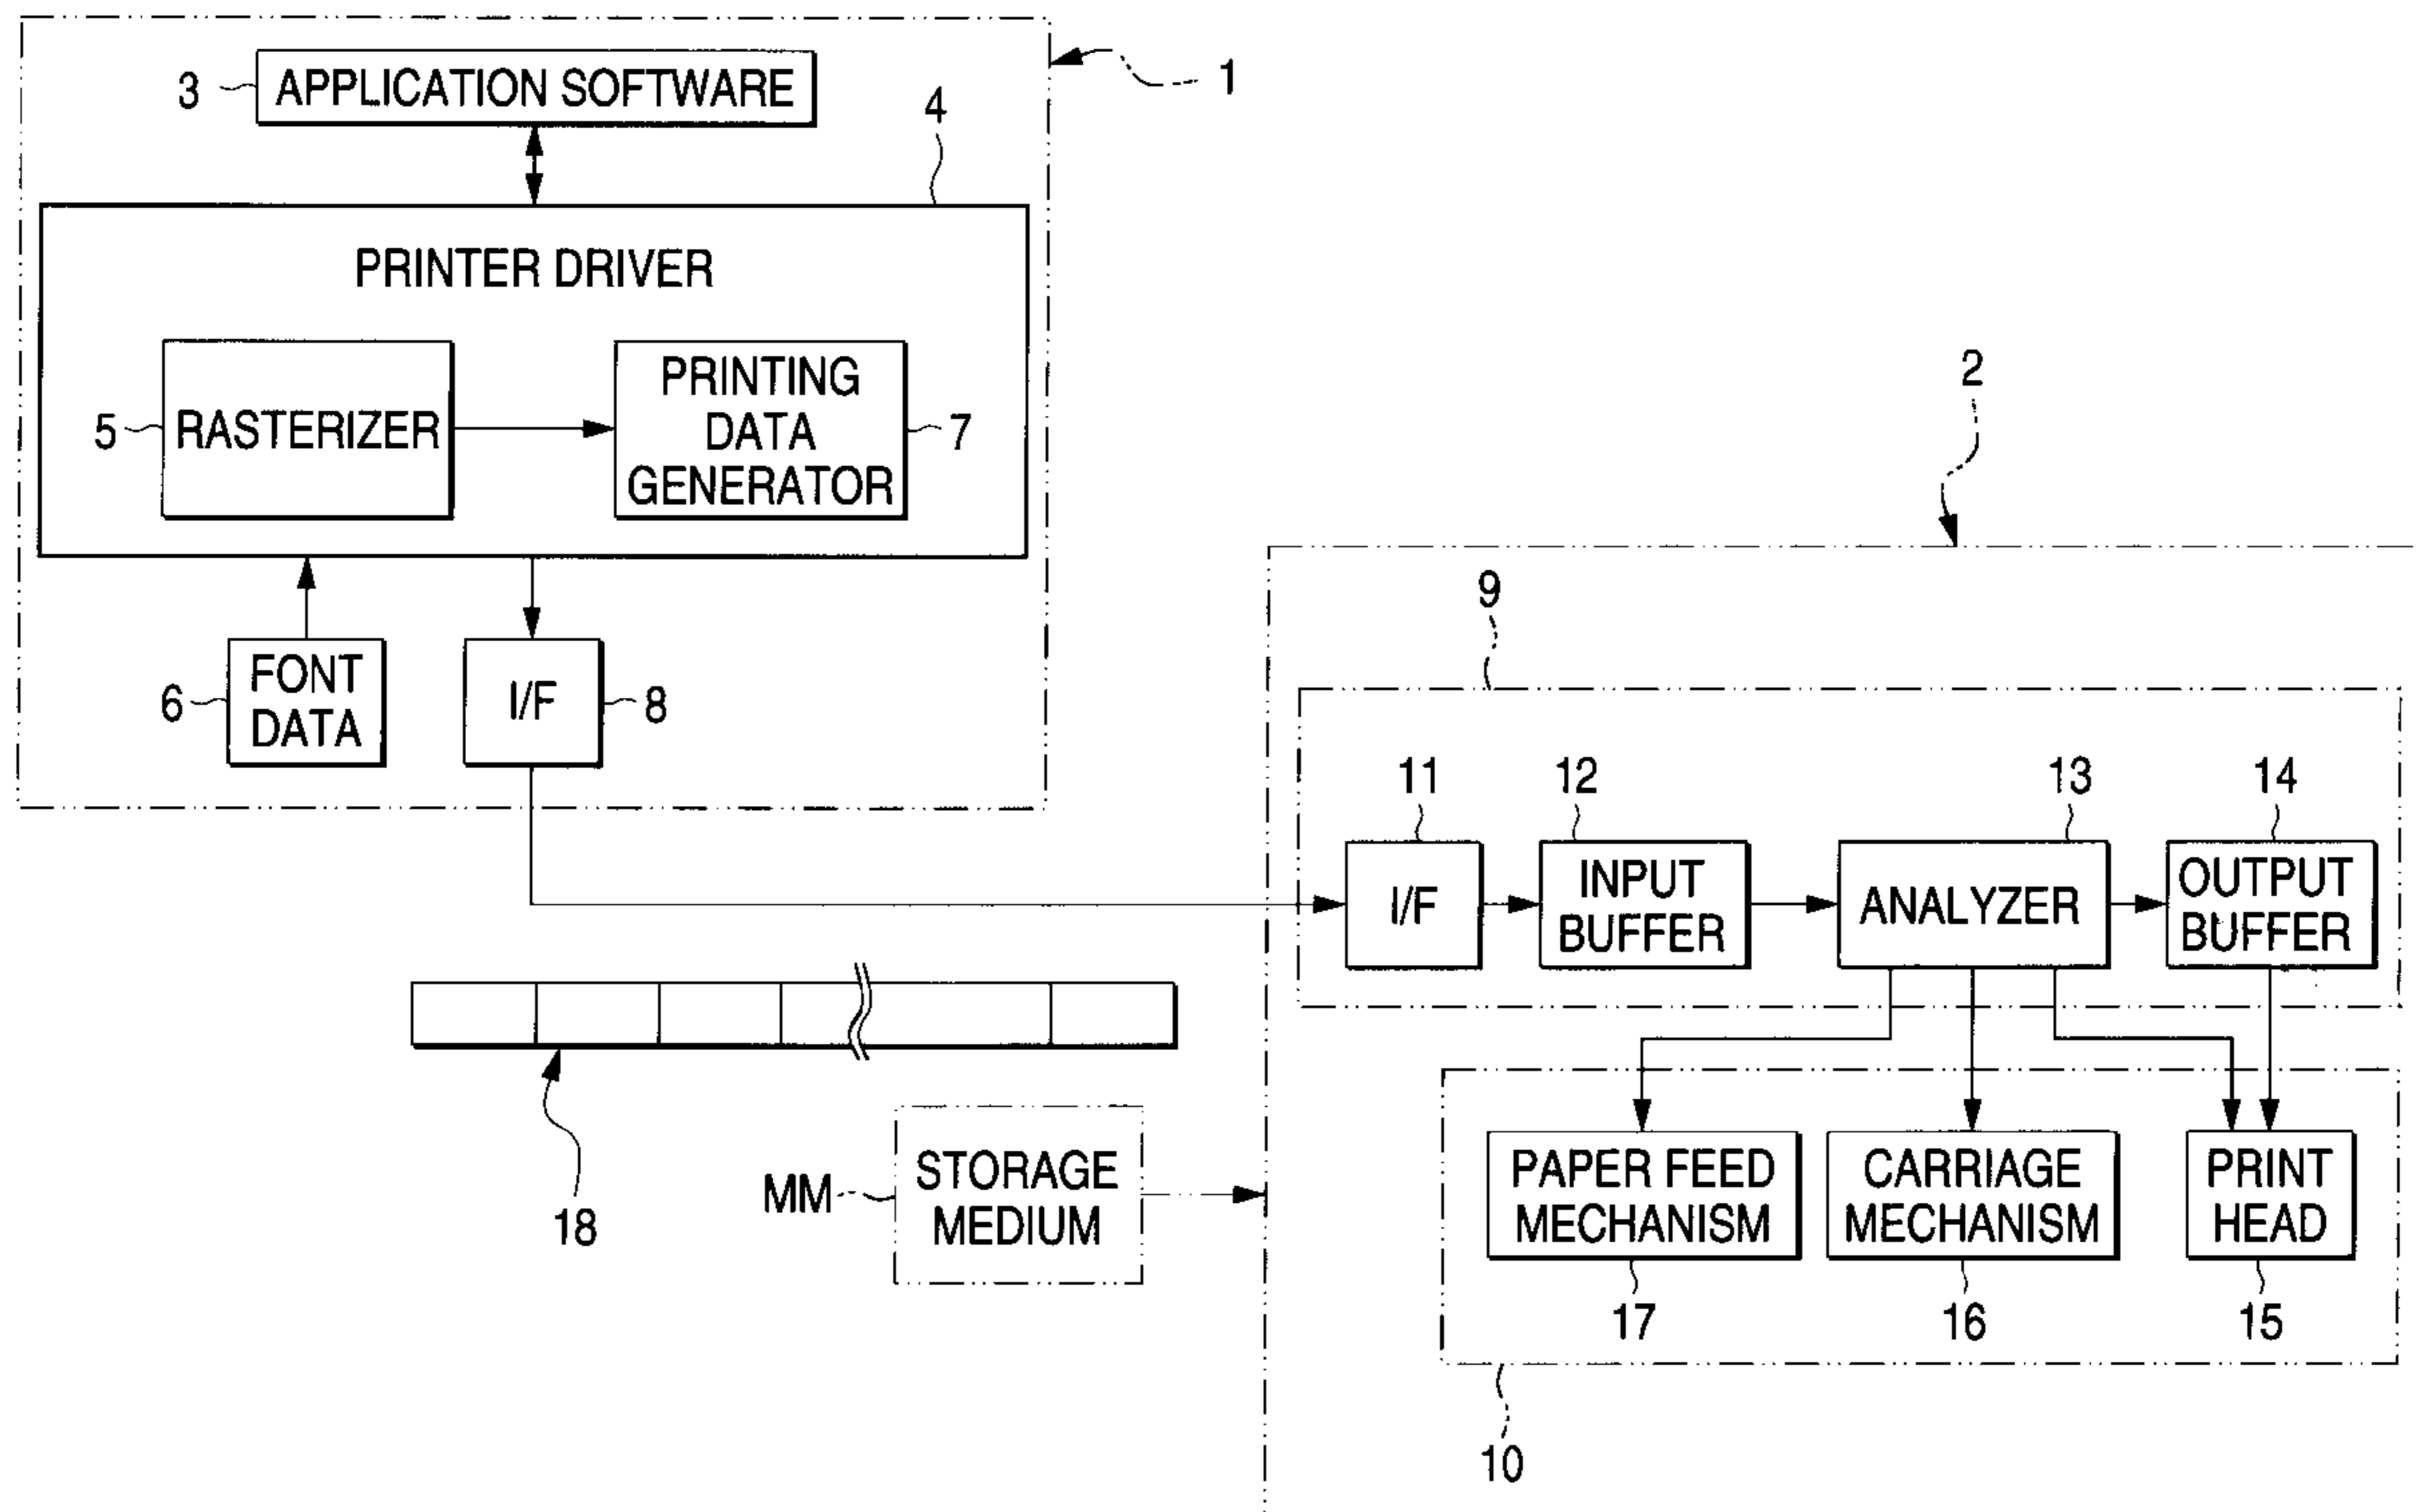 3
APPLICATION SOFTWARE
1
4
PRINTER DRIVER
5
RASTERIZER
PRINTING
DATA
GENERATOR
7
2
6
FONT
DATA
I/F
8
9
11
12
13
14
I/F
INPUT
BUFFER
ANALYZER
OUTPUT
BUFFER
18
MM
STORAGE
MEDIUM
PAPER FEED
MECHANISM
CARRIAGE
MECHANISM
PRINT
HEAD
17
16
15
10